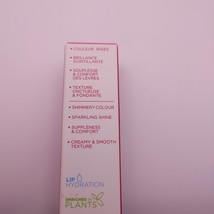 • COULEUR IRISÉE
• BRILLANCE
SCINTILLANTE
• SOUPLESSE
& CONFORT
DES LÈVRES
• TEXTURE
ONCTUEUSE
& FONDANTE
• SHIMMERY COLOUR
• SPARKLING SHINE
• SUPPLENESS
& COMFORT
• CREAMY & SMOOTH
TEXTURE
LIP
HYDRATION
ENRICHED
PLANTS